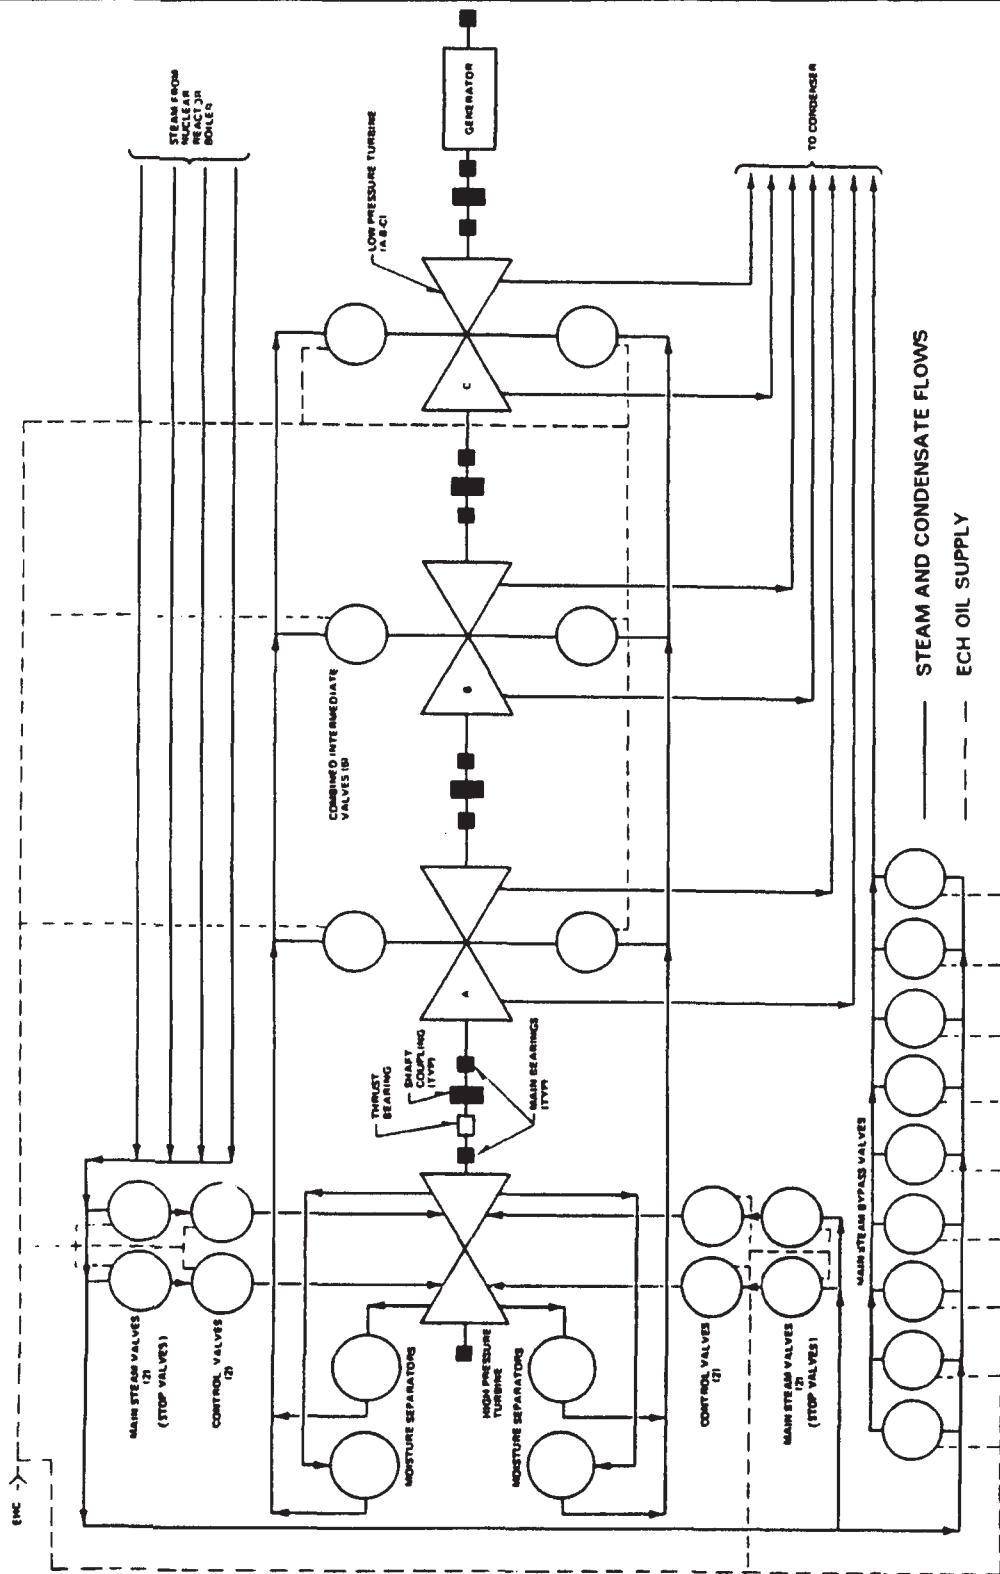 STEAM FROM
NUCLEAR
REACTOR
BOILER
GENERATOR
LOW PRESSURE TURBINE
(A-B-C)
TO CONDENSER
C
COMBINED INTERMEDIATE
VALVES (6)
B
A
THRUST
BEARING
SHAFT
COUPLING
(TYP)
MAIN BEARINGS
(TYP)
MAIN STEAM VALVES
(2)
(STOP VALVES)
CONTROL VALVES
(2)
MOISTURE SEPARATORS
HIGH PRESSURE
TURBINE
MOISTURE SEPARATORS
CONTROL VALVES
(2)
MAIN STEAM VALVES
(2)
(STOP VALVES)
MAIN STEAM BYPASS VALVES
EHC
STEAM AND CONDENSATE FLOWS
ECH OIL SUPPLY